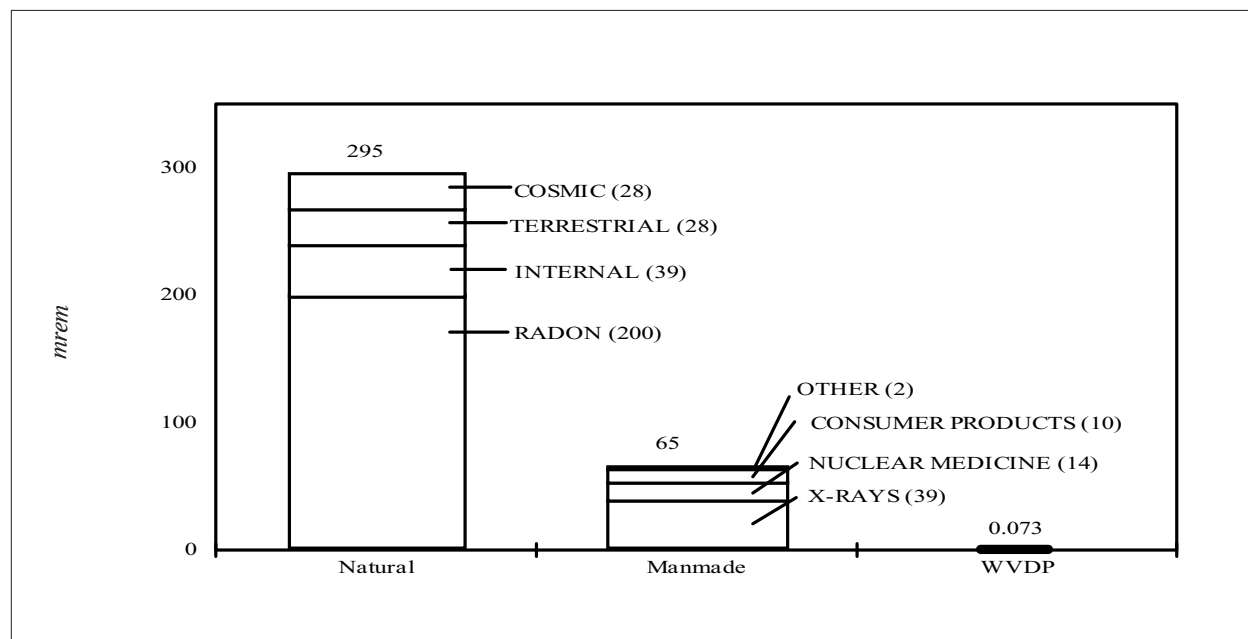 295
300
COSMIC (28)
TERRESTRIAL (28)
INTERNAL (39)
200
mrem
RADON (200)
OTHER (2)
100
CONSUMER PRODUCTS (10)
65
NUCLEAR MEDICINE (14)
X-RAYS (39)
0.073
0
Natural
Manmade
WVDP